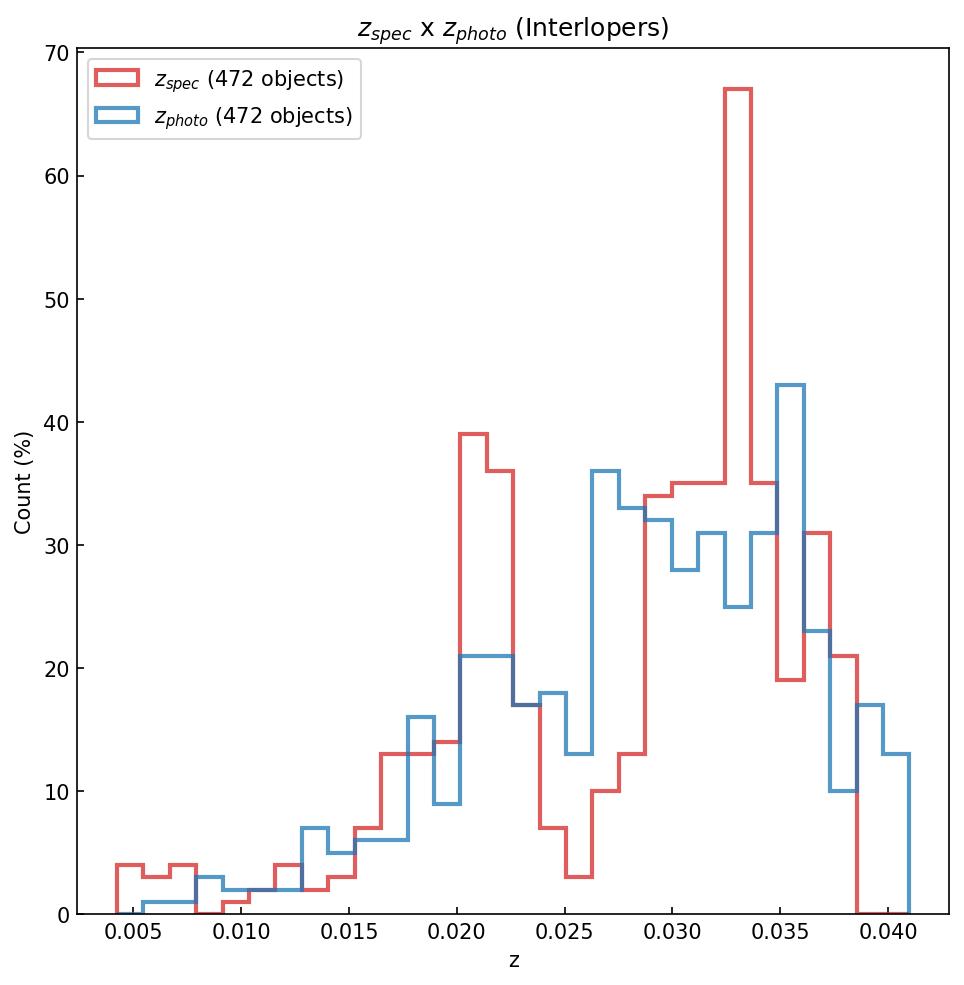 z_spec x z_photo (Interlopers)
z_spec (472 objects)
z_photo (472 objects)
70
60
50
40
30
20
10
0
Count (%)
0.005 0.010 0.015 0.020 0.025 0.030 0.035 0.040
z